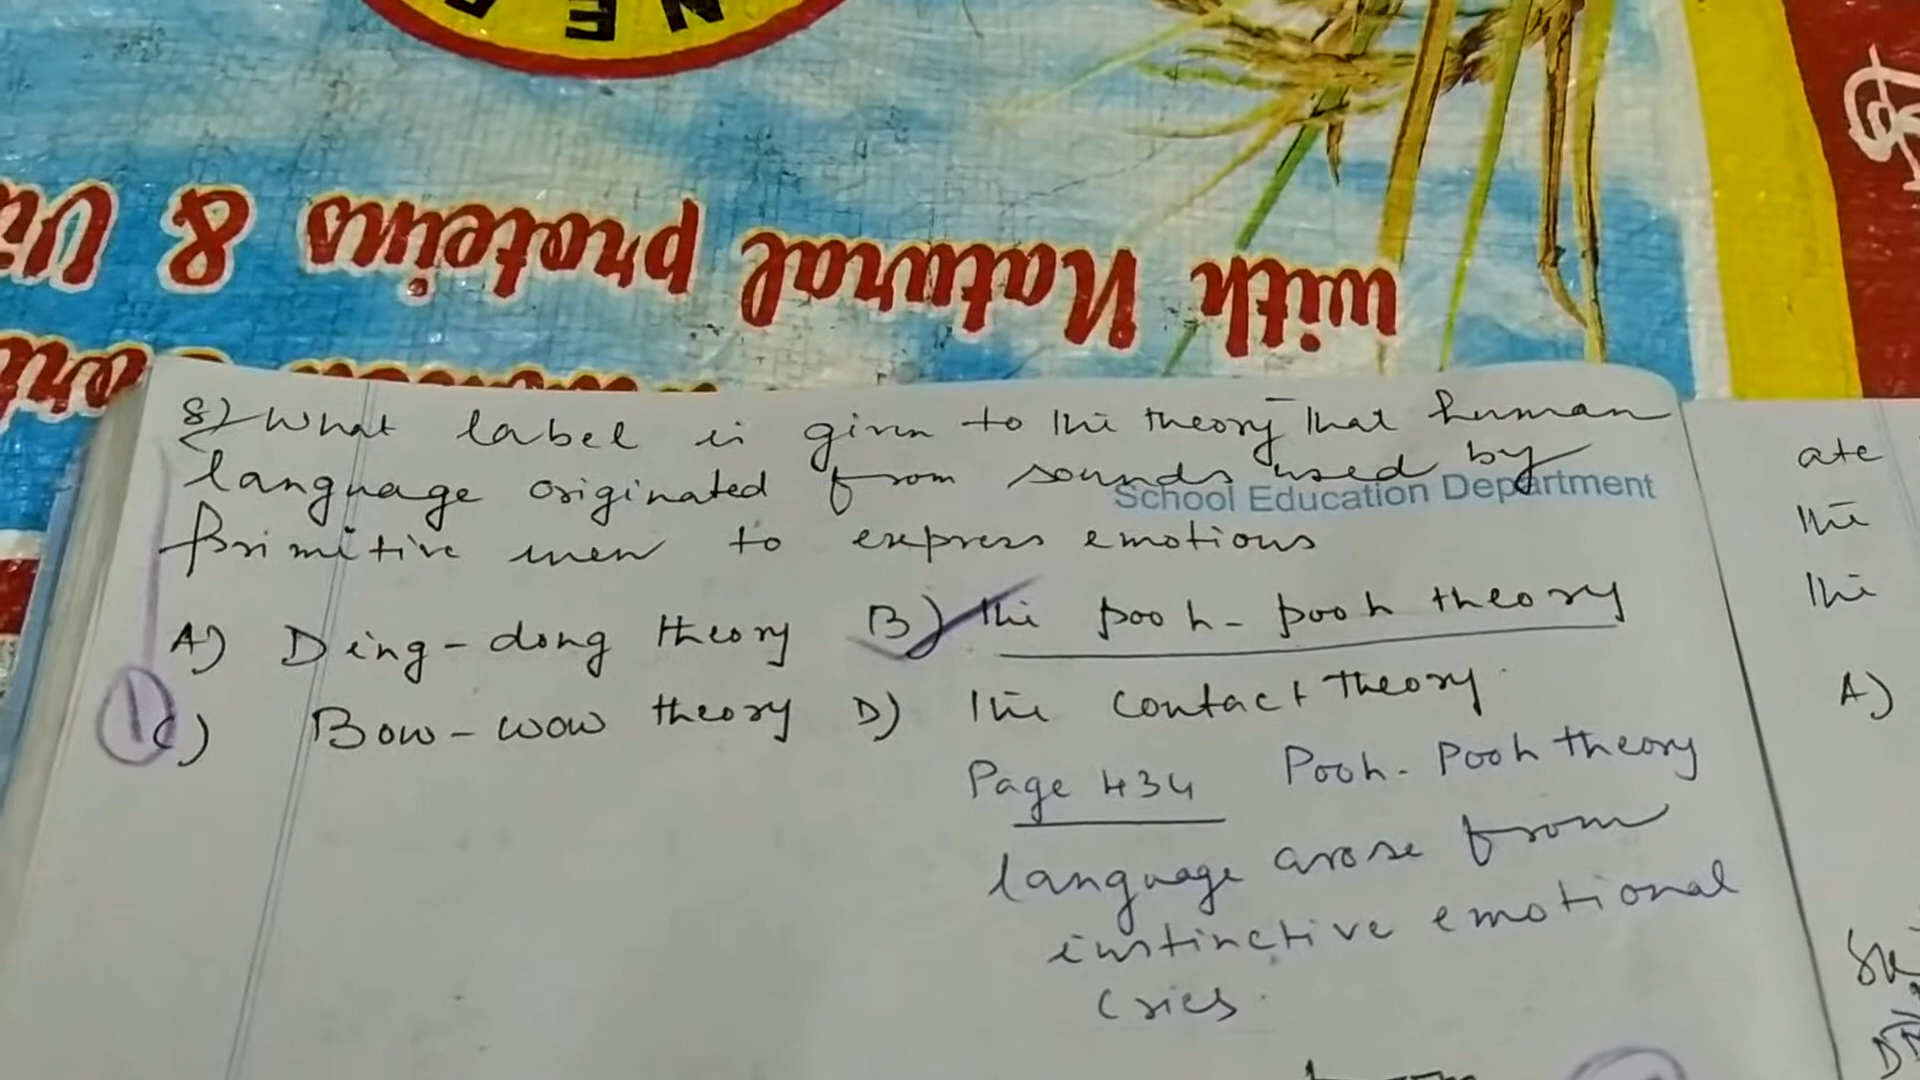 with Natural proteins & Vi
8) What label is given to the theory that human
language originated from sounds used by
School Education Department
Primitive men to express emotions
A) Ding-dong theory B) the pooh-pooh theory
C) Bow-wow theory D) the contact theory.
1
Page 434 Pooh-Pooh theory
language arose from
instinctive emotional
cries.
ate
the
the
A)